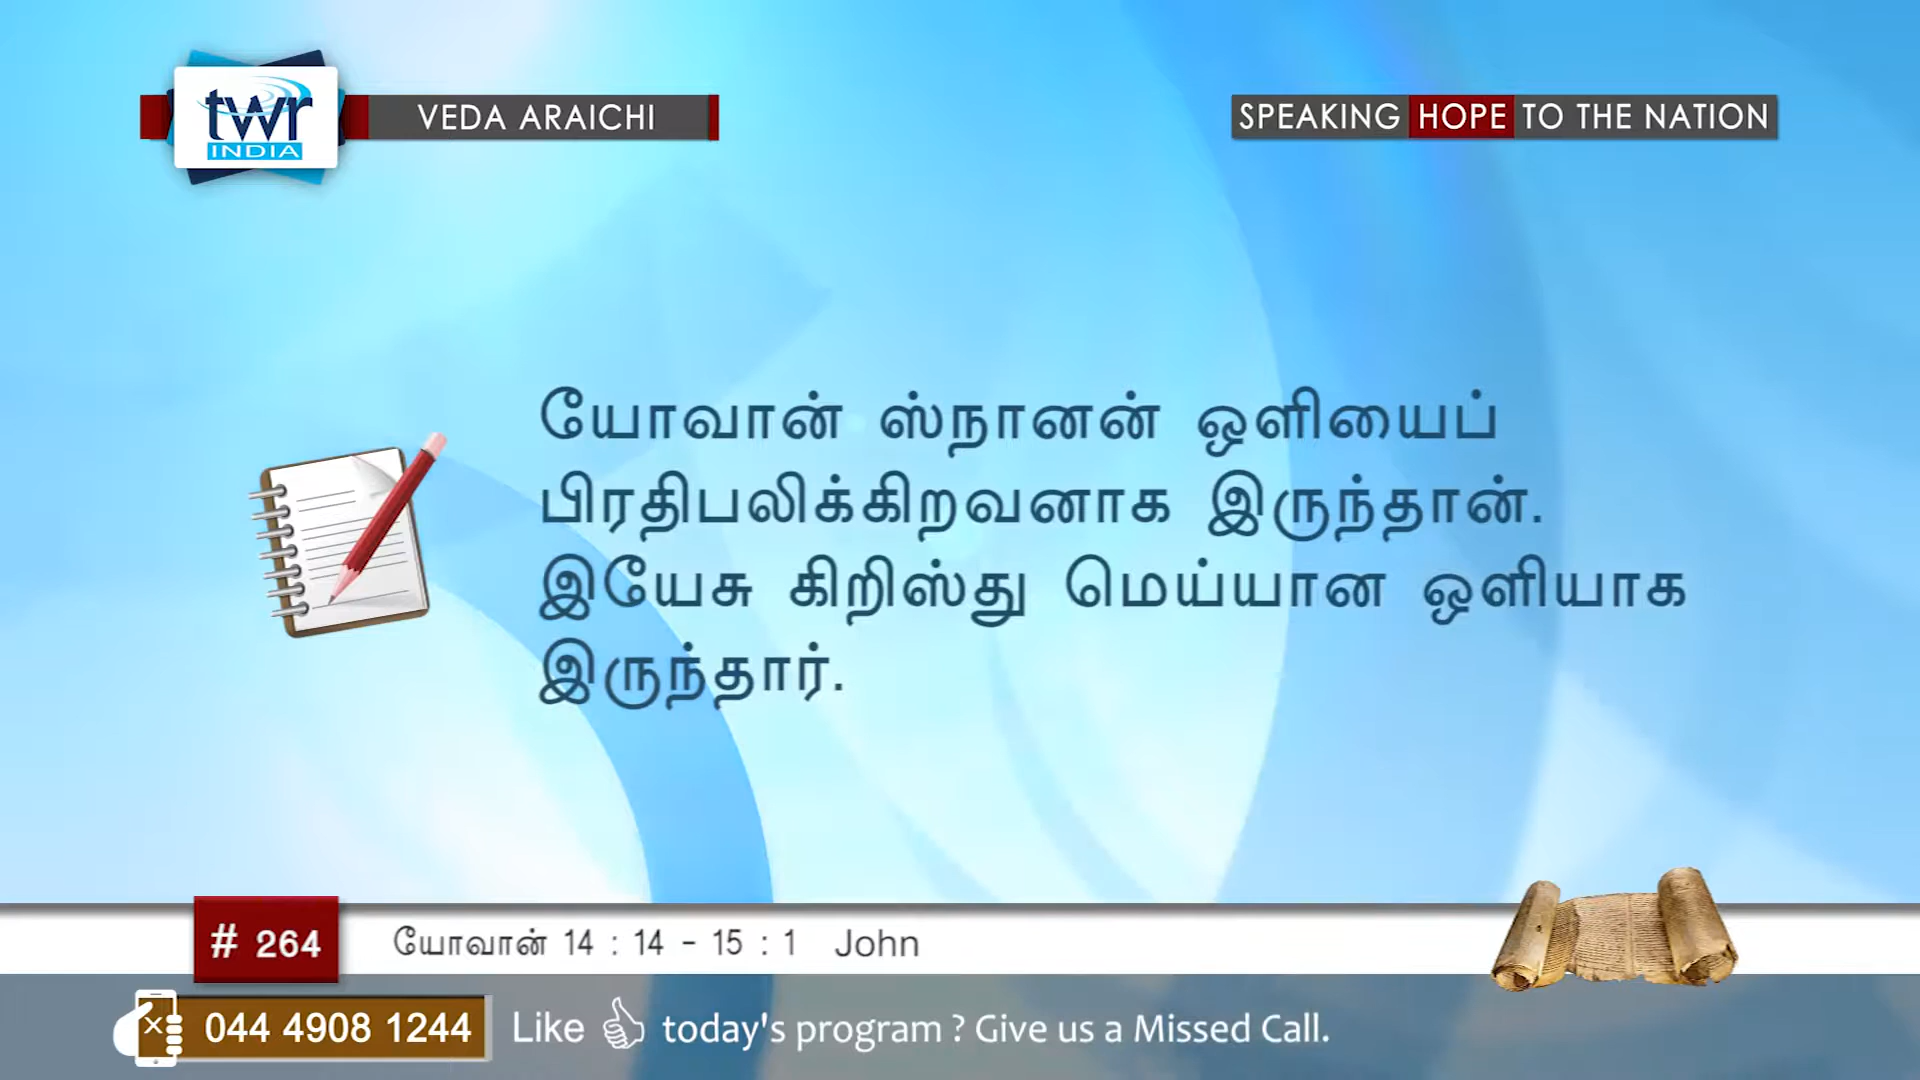 twr
INDIA
VEDA ARAICHI
SPEAKING HOPE TO THE NATION
யோவான் ஸ்நானன் ஒளியைப்
பிரதிபலிக்கிறவனாக இருந்தான்.
இயேசு கிறிஸ்து மெய்யான ஒளியாக
இருந்தார்.
# 264
யோவான் 14 : 14 - 15 : 1 John
044 4908 1244
Like today's program ? Give us a Missed Call.